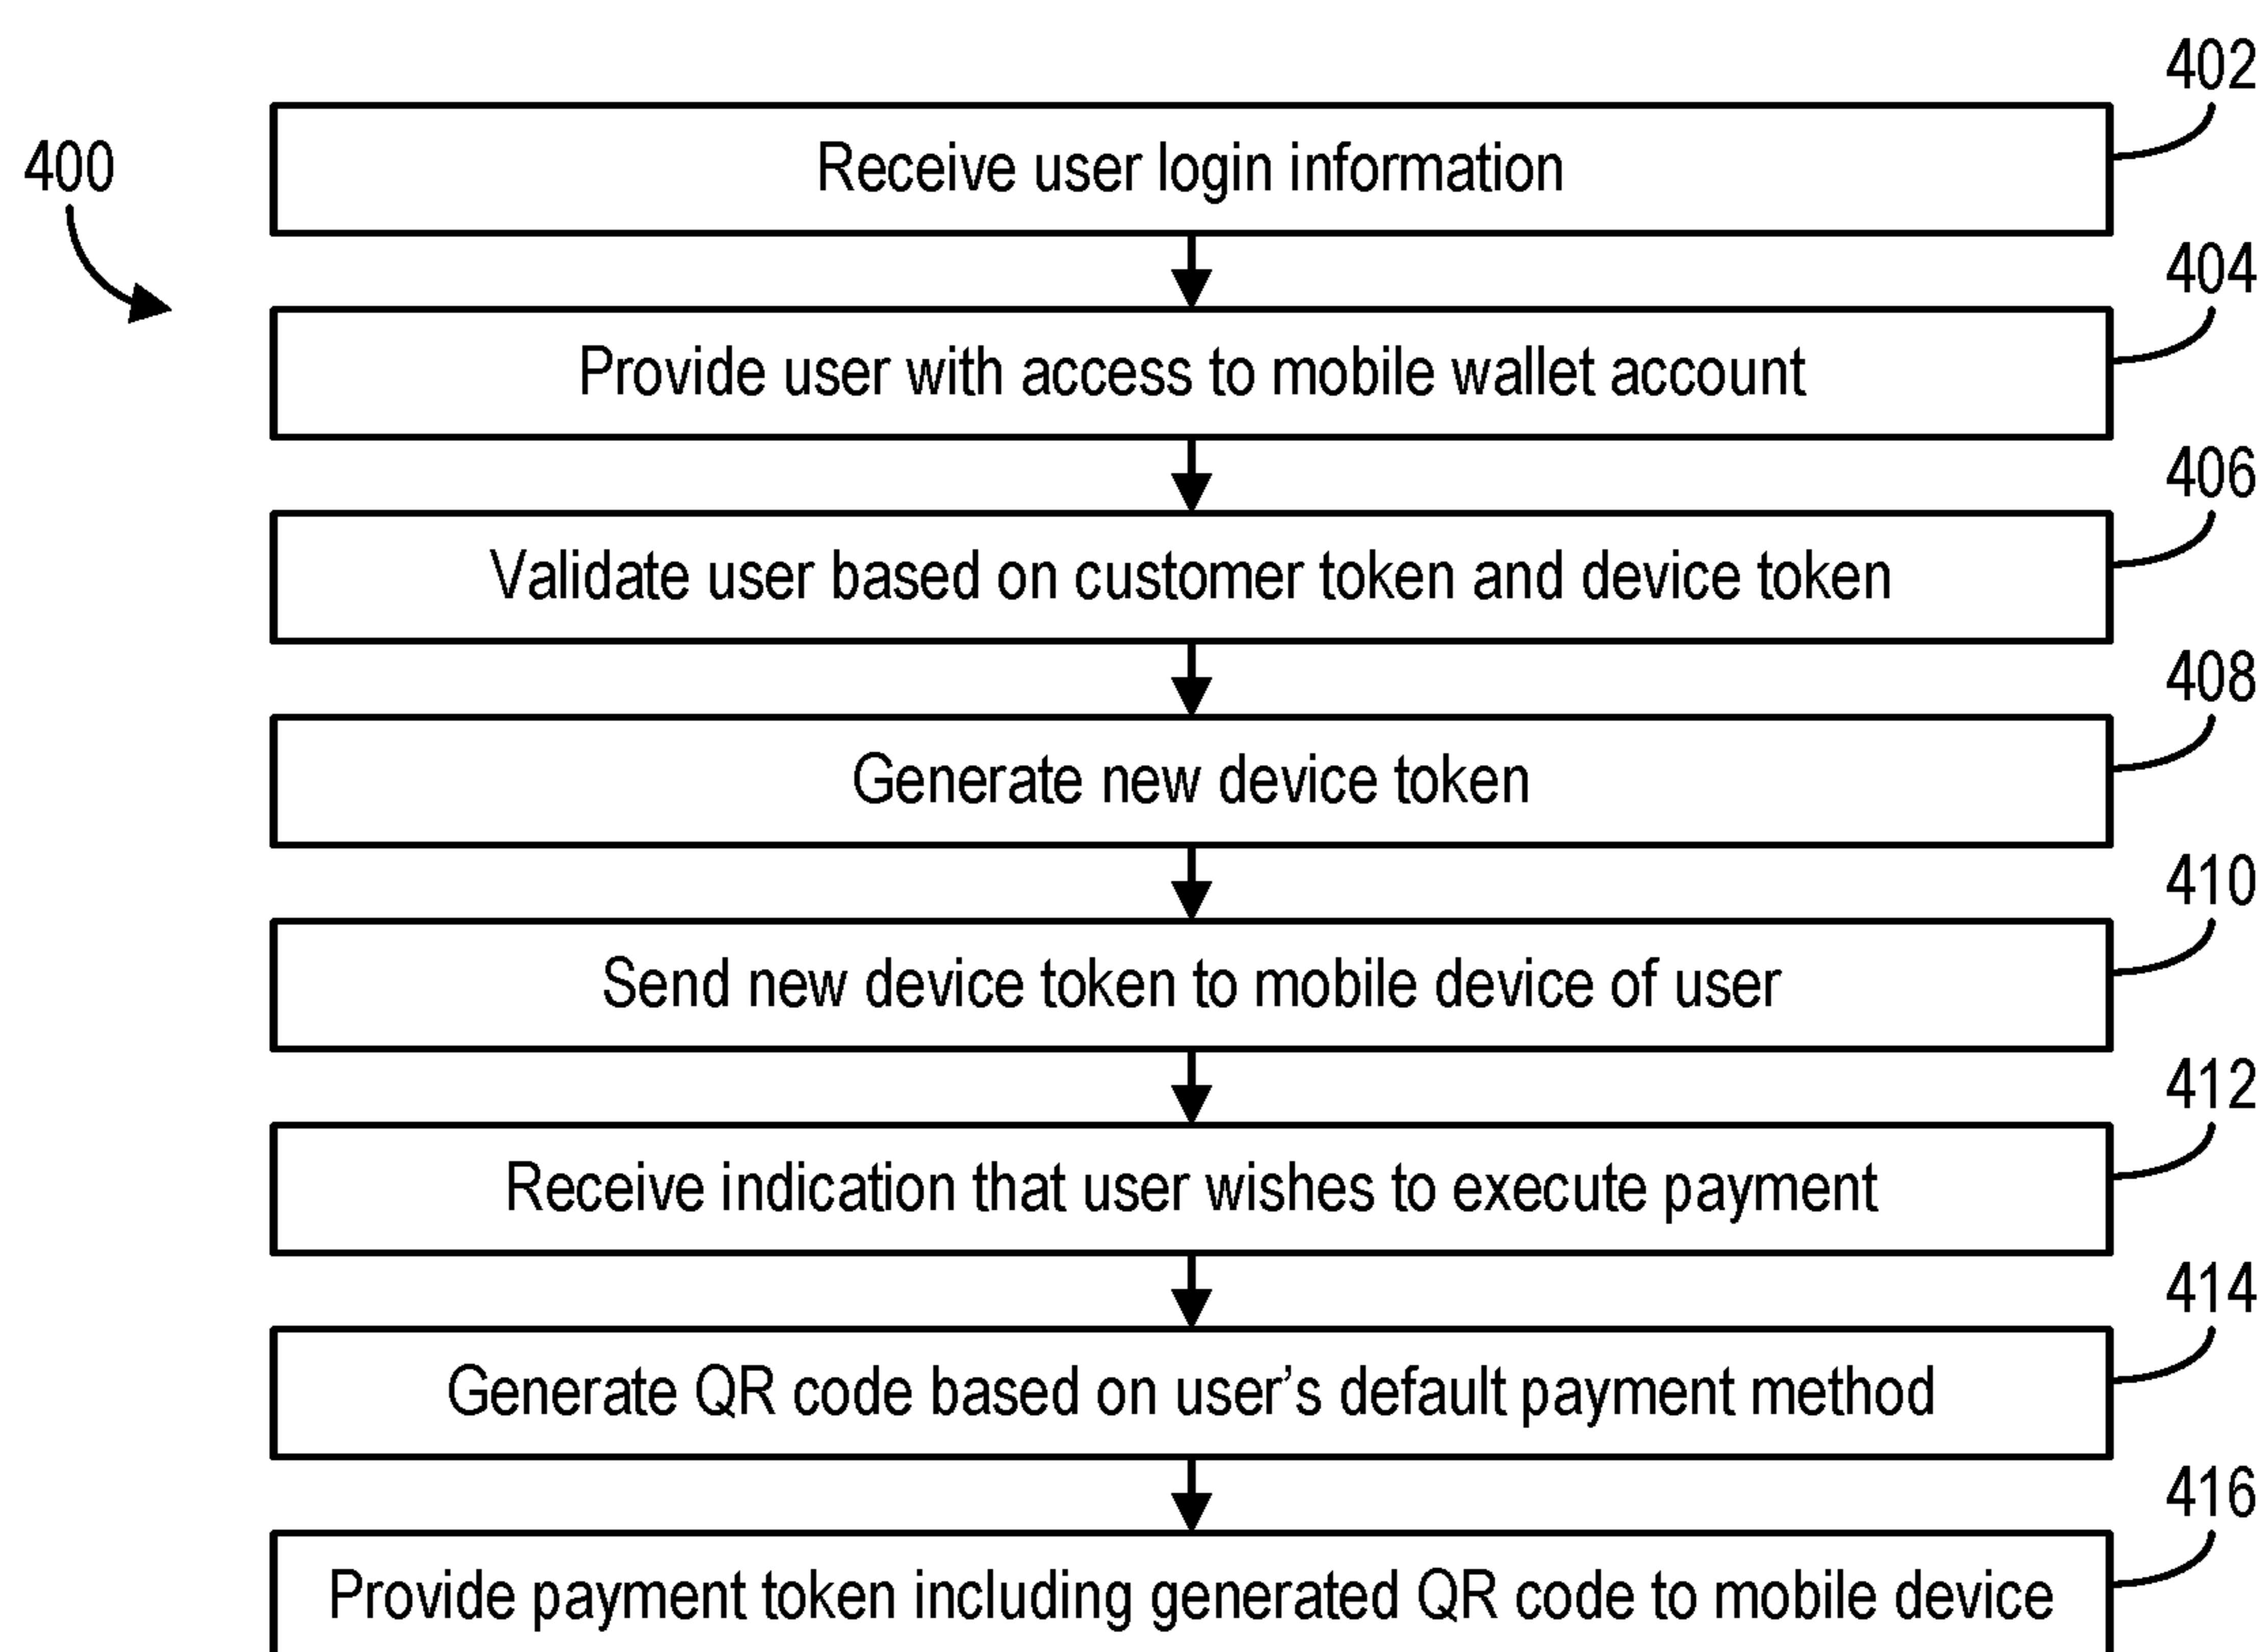 402
400
Receive user login information
404
Provide user with access to mobile wallet account
406
Validate user based on customer token and device token
408
Generate new device token
410
Send new device token to mobile device of user
412
Receive indication that user wishes to execute payment
414
Generate QR code based on user’s default payment method
416
Provide payment token including generated QR code to mobile device